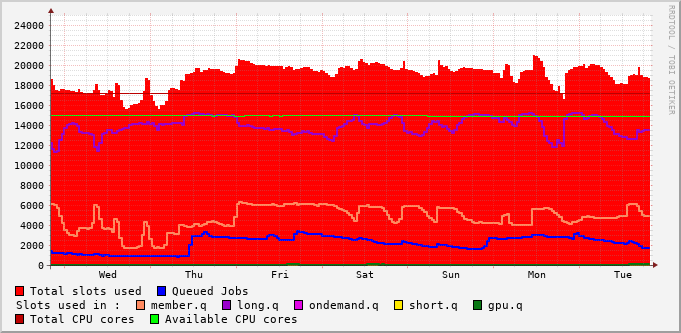 RRDTOOL / TOBI OETIKER
24000
22000
20000
18000
16000
14000
12000
10000
8000
6000
4000
2000
0
Wed Thu Fri Sat Sun Mon Tue
Total slots used Queued Jobs
Slots used in : member.q long.q ondemand.q short.q gpu.q
Total CPU cores Available CPU cores